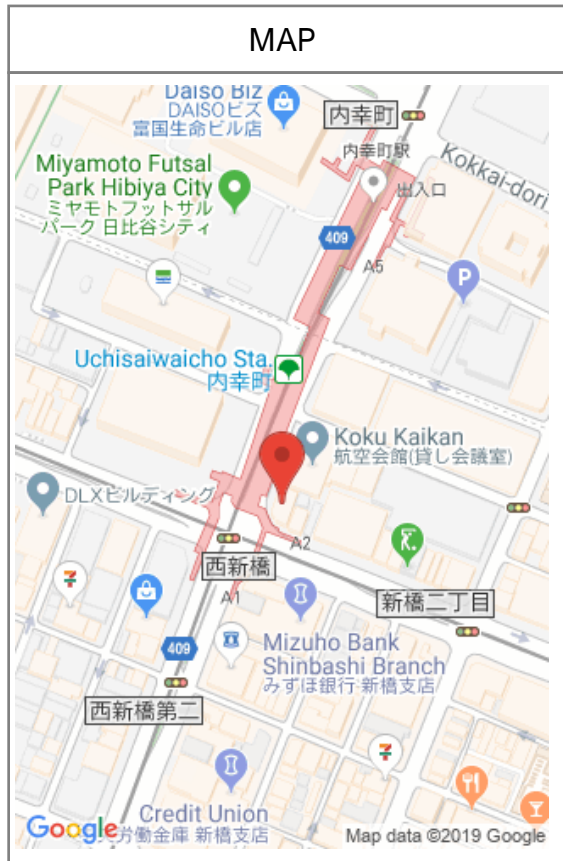 MAP
Daiso Biz
DAISOビズ
富国生命ビル店
内幸町
内幸町駅
Kokkai-dori
Miyamoto Futsal
Park Hibiya City
ミヤモトフットサル
パーク 日比谷シティ
出入口
409
A5
P
Uchisaiwaicho Sta.
内幸町
Koku Kaikan
航空会館(貸し会議室)
DLXビルディング
A2
西新橋
7
A1
新橋二丁目
409
Mizuho Bank
Shinbashi Branch
みずほ銀行 新橋支店
西新橋第二
7
Credit Union
労働金庫 新橋支店
Google
Map data ©2019 Google